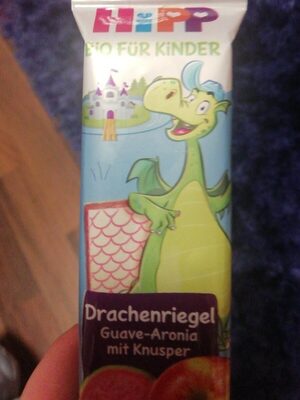 HiPP
BIO FÜR KINDER
Drachenriegel
Guave-Aronia
mit Knusper